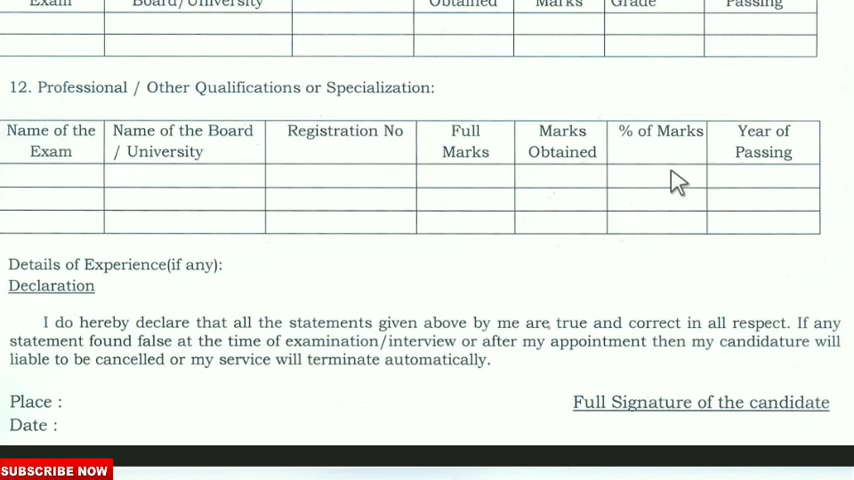 Exam Board/University Obtained Marks Grade Passing
12. Professional / Other Qualifications or Specialization:
Name of the Name of the Board Registration No Full Marks % of Marks Year of
Exam / University Marks Obtained Passing
Details of Experience(if any):
Declaration
I do hereby declare that all the statements given above by me are true and correct in all respect. If any
statement found false at the time of examination/interview or after my appointment then my candidature will
liable to be cancelled or my service will terminate automatically.
Place :
Full Signature of the candidate
Date :
SUBSCRIBE NOW